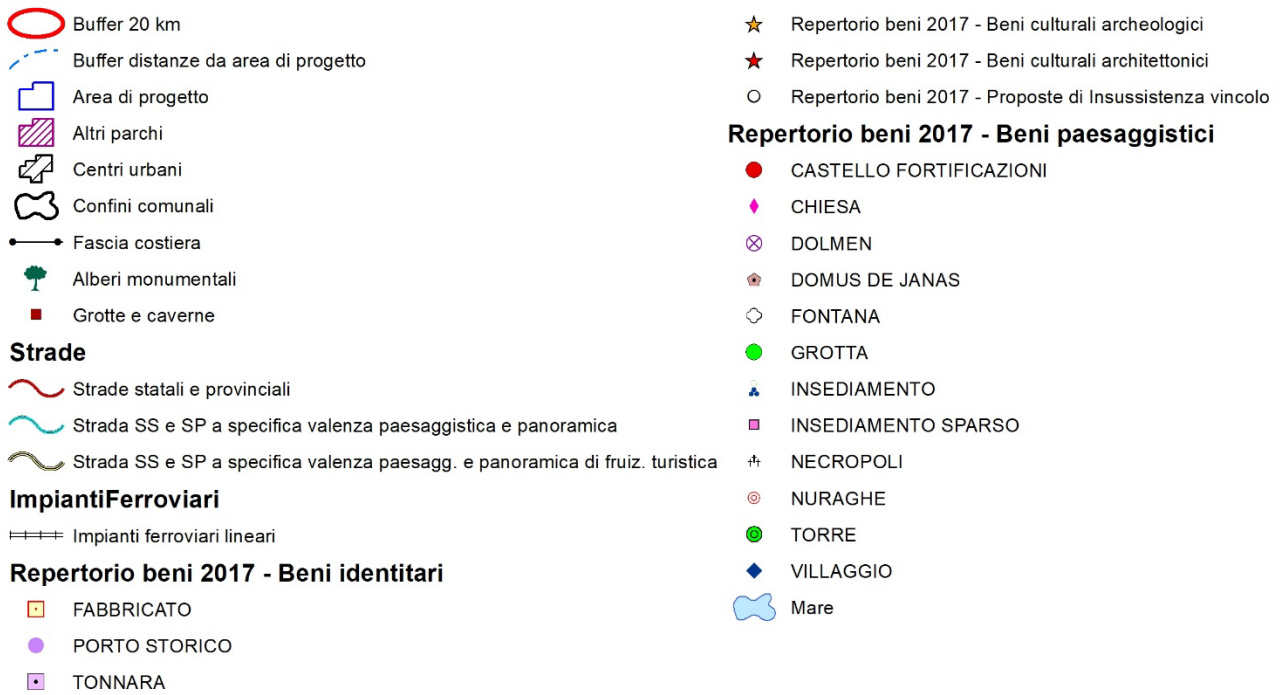 Buffer 20 km
Buffer distanze da area di progetto
Area di progetto
Altri parchi
Centri urbani
Confini comunali
Fascia costiera
Alberi monumentali
Grotte e caverne
Strade
Strade statali e provinciali
Strada SS e SP a specifica valenza paesaggistica e panoramica
Strada SS e SP a specifica valenza paesagg. e panoramica di fruiz. turistica
ImpiantiFerroviari
Impianti ferroviari lineari
Repertorio beni 2017 - Beni identitari
FABBRICATO
PORTO STORICO
TONNARA
Repertorio beni 2017 - Beni culturali archeologici
Repertorio beni 2017 - Beni culturali architettonici
Repertorio beni 2017 - Proposte di Insussistenza vincolo
Repertorio beni 2017 - Beni paesaggistici
CASTELLO FORTIFICAZIONI
CHIESA
DOLMEN
DOMUS DE JANAS
FONTANA
GROTTA
INSEDIAMENTO
INSEDIAMENTO SPARSO
NECROPOLI
NURAGHE
TORRE
VILLAGGIO
Mare